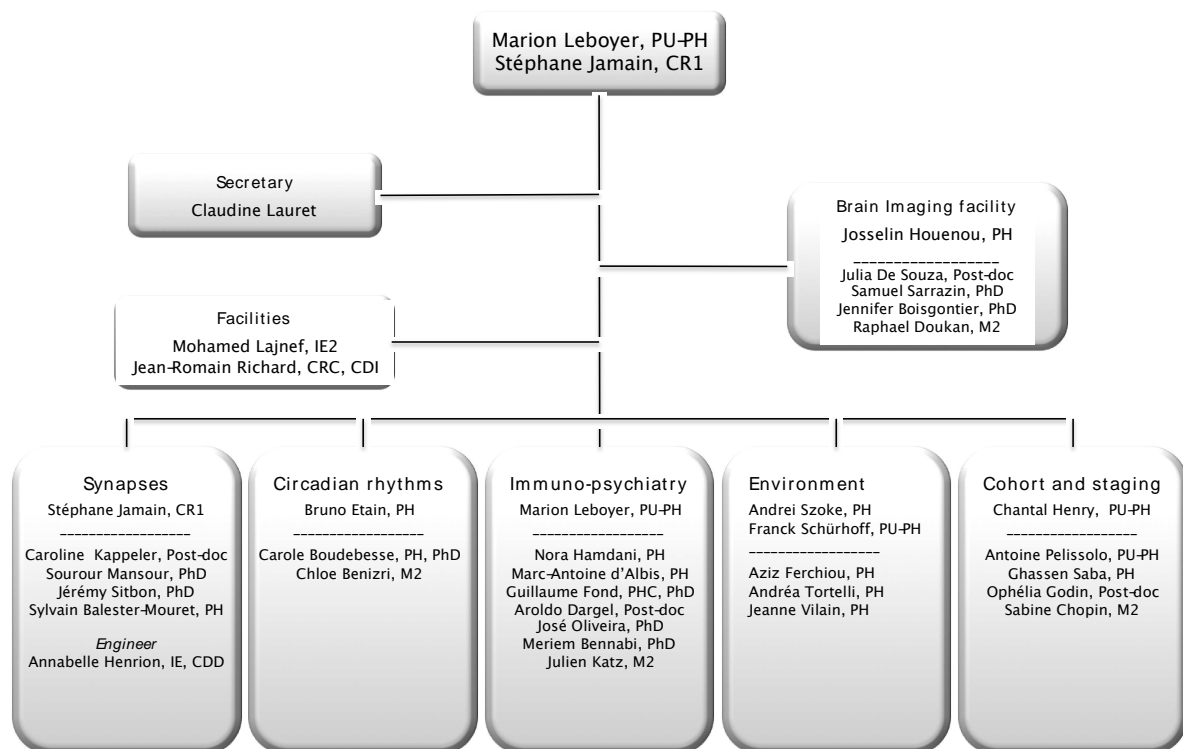 Marion Leboyer, PU-PH
Stéphane Jamain, CR1
Secretary
Claudine Lauret
Brain Imaging facility
Josselin Houenou, PH
__________________
Julia De Souza, Post-doc
Samuel Sarrazin, PhD
Jennifer Boisgontier, PhD
Raphael Doukan, M2
Facilities
Mohamed Lajnef, IE2
Jean-Romain Richard, CRC, CDI
Synapses
Stéphane Jamain, CR1
__________________
Caroline Kappeler, Post-doc
Sourour Mansour, PhD
Jérémy Sitbon, PhD
Sylvain Balester-Mouret, PH
Engineer
Annabelle Henrion, IE, CDD
Circadian rhythms
Bruno Etain, PH
__________________
Carole Boudebesse, PH, PhD
Chloe Benizri, M2
Immuno-psychiatry
Marion Leboyer, PU-PH
__________________
Nora Hamdani, PH
Marc-Antoine d'Albis, PH
Guillaume Fond, PHC, PhD
Aroldo Dargel, Post-doc
José Oliveira, PhD
Meriem Bennabi, PhD
Julien Katz, M2
Environment
Andrei Szoke, PH
Franck Schürhoff, PU-PH
__________________
Aziz Ferchiou, PH
Andréa Tortelli, PH
Jeanne Vilain, PH
Cohort and staging
Chantal Henry, PU-PH
__________________
Antoine Pelissolo, PU-PH
Ghassen Saba, PH
Ophélia Godin, Post-doc
Sabine Chopin, M2